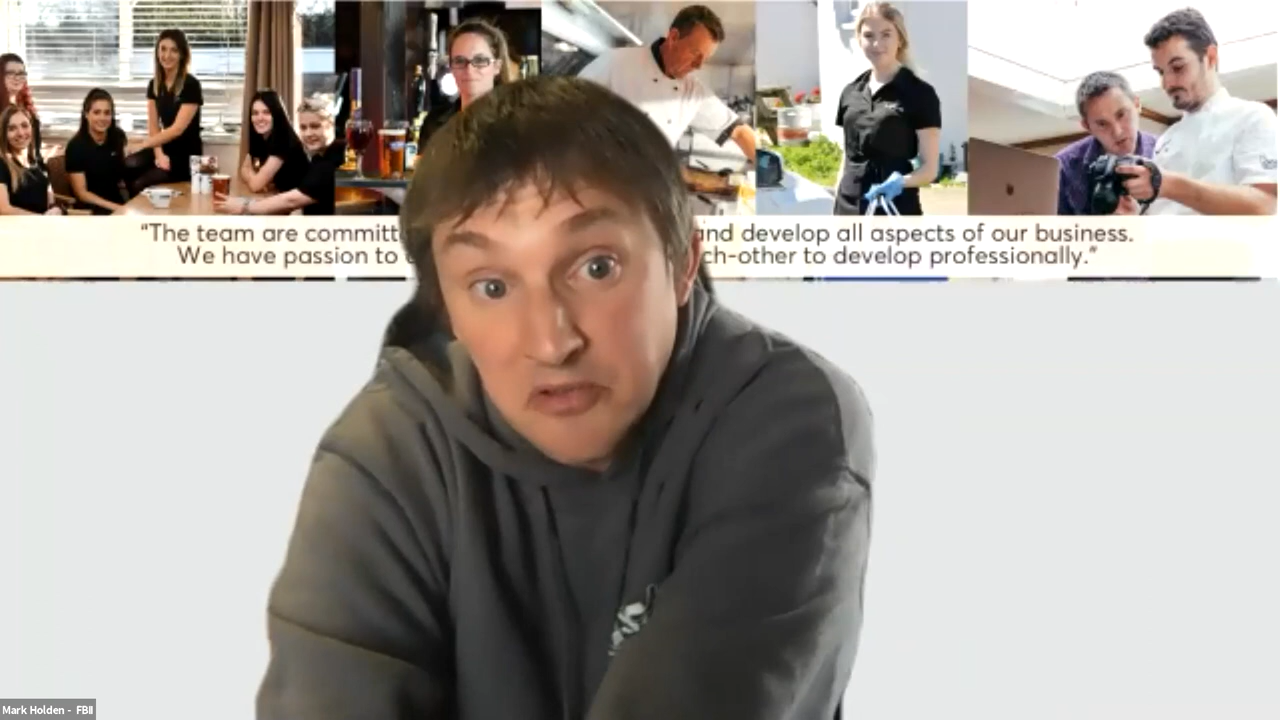 "The team are committ nd develop all aspects of our business.
We have passion to ch-other to develop professionally."
Mark Holden - FBII